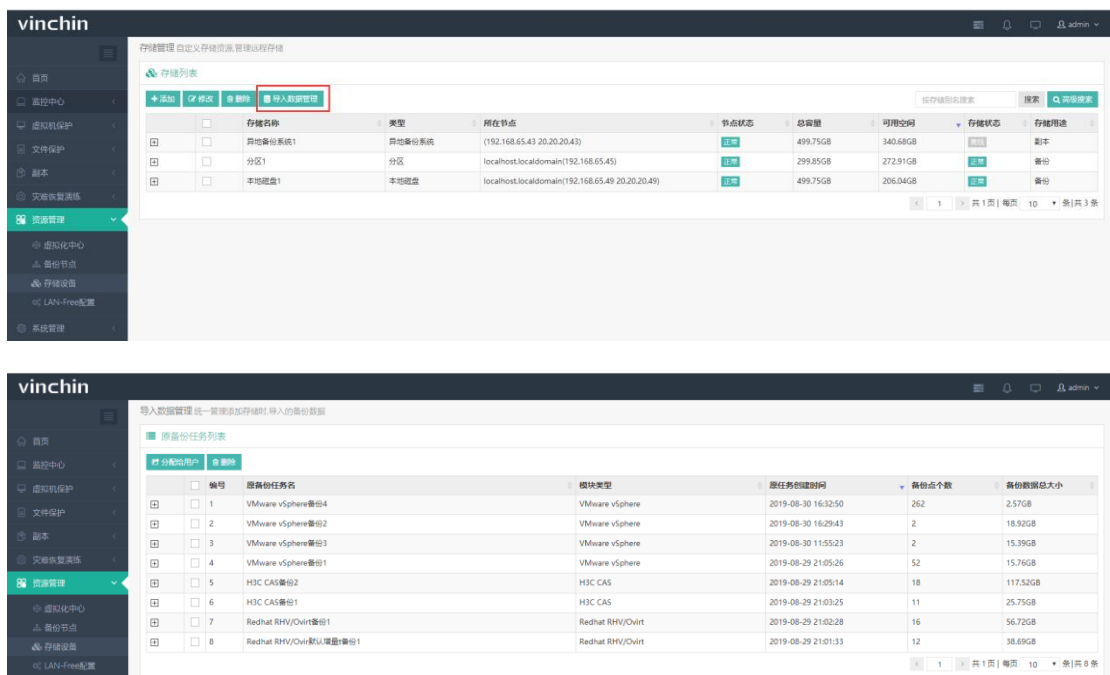 vinchin
admin
存储管理 自定义存储资源,管理远程存储
首页
监控中心
虚拟机保护
文件保护
副本
灾难恢复演练
资源管理
虚拟化中心
备份节点
存储设备
LAN-Free配置
系统管理
存储列表
添加 修改 删除 导入数据管理
按存储别名搜索 搜索 高级搜索
存储名称 类型 所在节点 节点状态 总容量 可用空间 存储状态 存储用途
异地备份系统1 异地备份系统 (192.168.65.43 20.20.20.43) 正常 499.75GB 340.68GB 副本
分区1 分区 localhost.localdomain(192.168.65.45) 正常 299.85GB 272.91GB 正常 备份
本地磁盘1 本地磁盘 localhost.localdomain(192.168.65.49 20.20.20.49) 正常 499.75GB 206.04GB 正常 备份
1 共1页| 每页 10 条|共3条
vinchin
admin
导入数据管理 统一管理添加存储时,导入的备份数据
首页
监控中心
虚拟机保护
文件保护
副本
灾难恢复演练
资源管理
虚拟化中心
备份节点
存储设备
LAN-Free配置
原备份任务列表
分配给用户 删除
编号 原备份任务名 模块类型 原任务创建时间 备份点个数 备份数据总大小
1 VMware vSphere备份4 VMware vSphere 2019-08-30 16:32:50 262 2.57GB
2 VMware vSphere备份2 VMware vSphere 2019-08-30 16:29:43 2 18.92GB
3 VMware vSphere备份3 VMware vSphere 2019-08-30 11:55:23 2 15.39GB
4 VMware vSphere备份1 VMware vSphere 2019-08-29 21:05:26 52 15.76GB
5 H3C CAS备份2 H3C CAS 2019-08-29 21:05:14 18 117.52GB
6 H3C CAS备份1 H3C CAS 2019-08-29 21:03:25 11 25.75GB
7 Redhat RHV/Ovirt备份1 Redhat RHV/Ovirt 2019-08-29 21:02:28 16 56.72GB
8 Redhat RHV/Ovir默认增量t备份1 Redhat RHV/Ovirt 2019-08-29 21:01:33 12 38.69GB
1 共1页| 每页 10 条|共8条